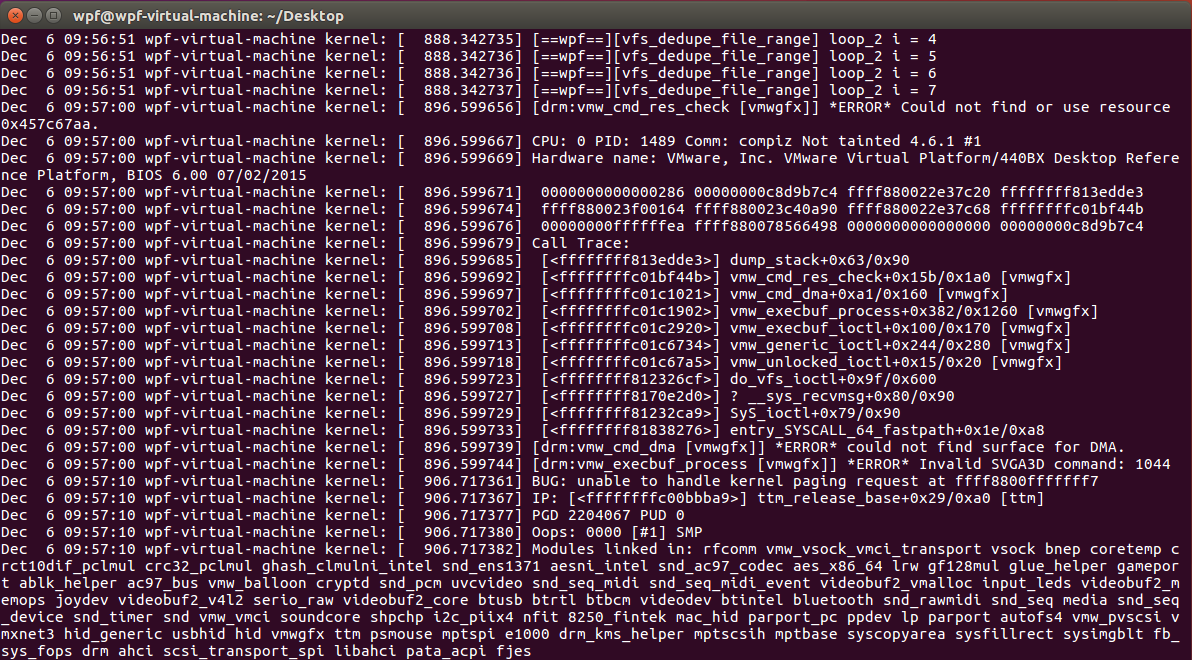 wpf@wpf-virtual-machine: ~/Desktop
Dec  6 09:56:51 wpf-virtual-machine kernel: [  888.342735] [==wpf==][vfs_dedupe_file_range] loop_2 i = 4
Dec  6 09:56:51 wpf-virtual-machine kernel: [  888.342736] [==wpf==][vfs_dedupe_file_range] loop_2 i = 5
Dec  6 09:56:51 wpf-virtual-machine kernel: [  888.342736] [==wpf==][vfs_dedupe_file_range] loop_2 i = 6
Dec  6 09:56:51 wpf-virtual-machine kernel: [  888.342737] [==wpf==][vfs_dedupe_file_range] loop_2 i = 7
Dec  6 09:57:00 wpf-virtual-machine kernel: [  896.599656] [drm:vmw_cmd_res_check [vmwgfx]] *ERROR* Could not find or use resource
0x457c67aa.
Dec  6 09:57:00 wpf-virtual-machine kernel: [  896.599667] CPU: 0 PID: 1489 Comm: compiz Not tainted 4.6.1 #1
Dec  6 09:57:00 wpf-virtual-machine kernel: [  896.599669] Hardware name: VMware, Inc. VMware Virtual Platform/440BX Desktop Refere
nce Platform, BIOS 6.00 07/02/2015
Dec  6 09:57:00 wpf-virtual-machine kernel: [  896.599671]  0000000000000286 00000000c8d9b7c4 ffff880022e37c20 ffffffff813edde3
Dec  6 09:57:00 wpf-virtual-machine kernel: [  896.599674]  ffff880023f00164 ffff880023c40a90 ffff880022e37c68 ffffffffc01bf44b
Dec  6 09:57:00 wpf-virtual-machine kernel: [  896.599676]  00000000ffffffea ffff880078566498 0000000000000000 00000000c8d9b7c4
Dec  6 09:57:00 wpf-virtual-machine kernel: [  896.599679] Call Trace:
Dec  6 09:57:00 wpf-virtual-machine kernel: [  896.599685]  [<ffffffff813edde3>] dump_stack+0x63/0x90
Dec  6 09:57:00 wpf-virtual-machine kernel: [  896.599692]  [<ffffffffc01bf44b>] vmw_cmd_res_check+0x15b/0x1a0 [vmwgfx]
Dec  6 09:57:00 wpf-virtual-machine kernel: [  896.599697]  [<ffffffffc01c1021>] vmw_cmd_dma+0xa1/0x160 [vmwgfx]
Dec  6 09:57:00 wpf-virtual-machine kernel: [  896.599702]  [<ffffffffc01c1902>] vmw_execbuf_process+0x382/0x1260 [vmwgfx]
Dec  6 09:57:00 wpf-virtual-machine kernel: [  896.599708]  [<ffffffffc01c2920>] vmw_execbuf_ioctl+0x100/0x170 [vmwgfx]
Dec  6 09:57:00 wpf-virtual-machine kernel: [  896.599713]  [<ffffffffc01c6734>] vmw_generic_ioctl+0x244/0x280 [vmwgfx]
Dec  6 09:57:00 wpf-virtual-machine kernel: [  896.599718]  [<ffffffffc01c67a5>] vmw_unlocked_ioctl+0x15/0x20 [vmwgfx]
Dec  6 09:57:00 wpf-virtual-machine kernel: [  896.599723]  [<ffffffff812326cf>] do_vfs_ioctl+0x9f/0x600
Dec  6 09:57:00 wpf-virtual-machine kernel: [  896.599727]  [<ffffffff8170e2d0>] ? __sys_recvmsg+0x80/0x90
Dec  6 09:57:00 wpf-virtual-machine kernel: [  896.599729]  [<ffffffff81232ca9>] SyS_ioctl+0x79/0x90
Dec  6 09:57:00 wpf-virtual-machine kernel: [  896.599733]  [<ffffffff81838276>] entry_SYSCALL_64_fastpath+0x1e/0xa8
Dec  6 09:57:00 wpf-virtual-machine kernel: [  896.599739] [drm:vmw_cmd_dma [vmwgfx]] *ERROR* could not find surface for DMA.
Dec  6 09:57:00 wpf-virtual-machine kernel: [  896.599744] [drm:vmw_execbuf_process [vmwgfx]] *ERROR* Invalid SVGA3D command: 1044
Dec  6 09:57:10 wpf-virtual-machine kernel: [  906.717361] BUG: unable to handle kernel paging request at ffff8800fffffff7
Dec  6 09:57:10 wpf-virtual-machine kernel: [  906.717367] IP: [<ffffffffc00bbba9>] ttm_release_base+0x29/0xa0 [ttm]
Dec  6 09:57:10 wpf-virtual-machine kernel: [  906.717377] PGD 2204067 PUD 0
Dec  6 09:57:10 wpf-virtual-machine kernel: [  906.717380] Oops: 0000 [#1] SMP
Dec  6 09:57:10 wpf-virtual-machine kernel: [  906.717382] Modules linked in: rfcomm vmw_vsock_vmci_transport vsock bnep coretemp c
rct10dif_pclmul crc32_pclmul ghash_clmulni_intel snd_ens1371 aesni_intel snd_ac97_codec aes_x86_64 lrw gf128mul glue_helper gamepor
t ablk_helper ac97_bus vmw_balloon cryptd snd_pcm uvcvideo snd_seq_midi snd_seq_midi_event videobuf2_vmalloc input_leds videobuf2_m
emops joydev videobuf2_v4l2 serio_raw videobuf2_core btusb btrtl btbcm videodev btintel bluetooth snd_rawmidi snd_seq media snd_seq
_device snd_timer snd vmw_vmci soundcore shpchp i2c_piix4 nfit 8250_fintek mac_hid parport_pc ppdev lp parport autofs4 vmw_pvscsi v
mxnet3 hid_generic usbhid hid vmwgfx ttm psmouse mptspi e1000 drm_kms_helper mptscsih mptbase syscopyarea sysfillrect sysimgblt fb_
sys_fops drm ahci scsi_transport_spi libahci pata_acpi fjes